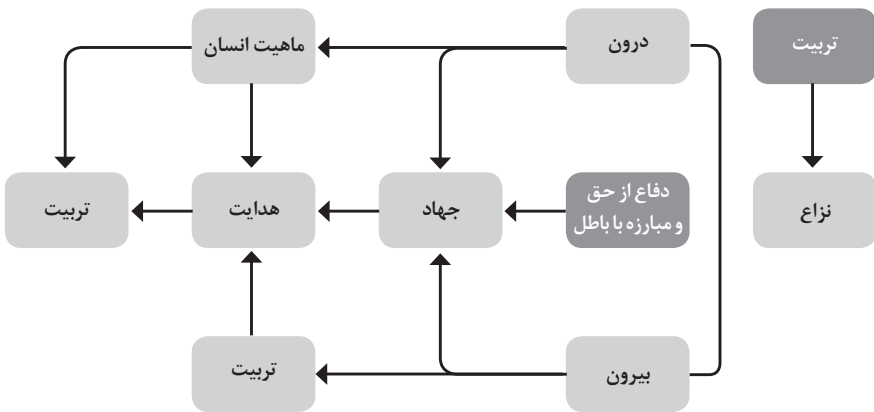 تربیت
درون
ماهیت انسان
نزاع
دفاع از حق
و مبارزه با باطل
جهاد
هدایت
تربیت
بیرون
تربیت